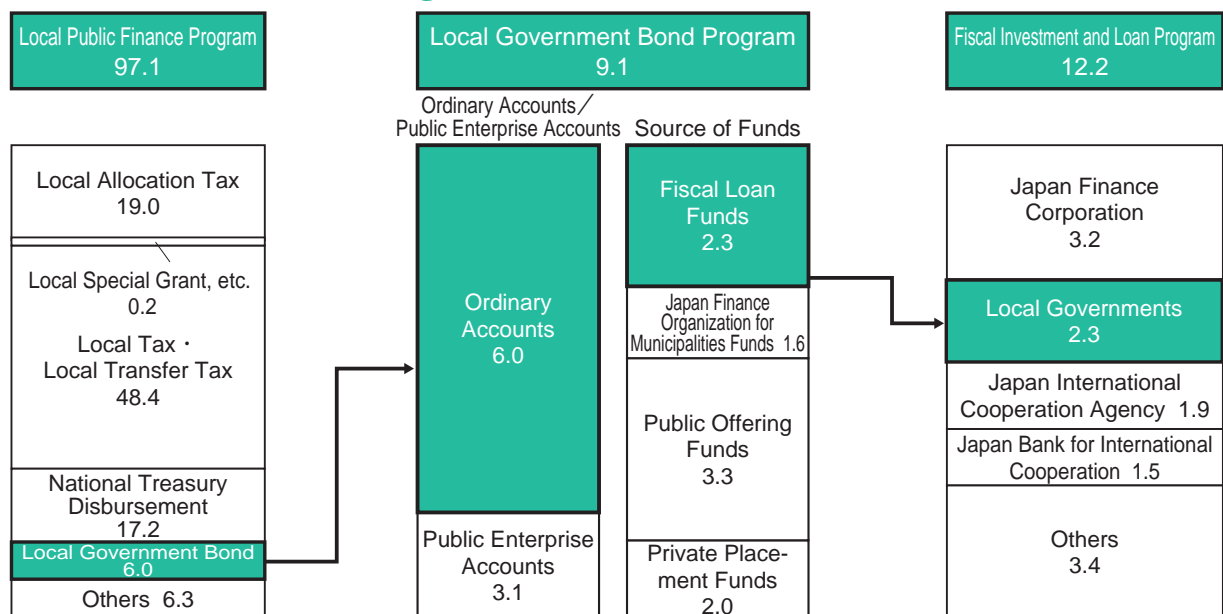 Local Public Finance Program
97.1
Local Government Bond Program
9.1
Fiscal Investment and Loan Program
12.2
Ordinary Accounts／
Public Enterprise Accounts
Source of Funds
Local Allocation Tax
19.0
Local Special Grant, etc.
0.2
Local Tax・
Local Transfer Tax
48.4
National Treasury
Disbursement
17.2
Local Government Bond
6.0
Others 6.3
Ordinary
Accounts
6.0
Public Enterprise
Accounts
3.1
Fiscal Loan
Funds
2.3
Japan Finance
Organization for
Municipalities Funds 1.6
Public Offering
Funds
3.3
Private Place-
ment Funds
2.0
Japan Finance
Corporation
3.2
Local Governments
2.3
Japan International
Cooperation Agency 1.9
Japan Bank for International
Cooperation 1.5
Others
3.4